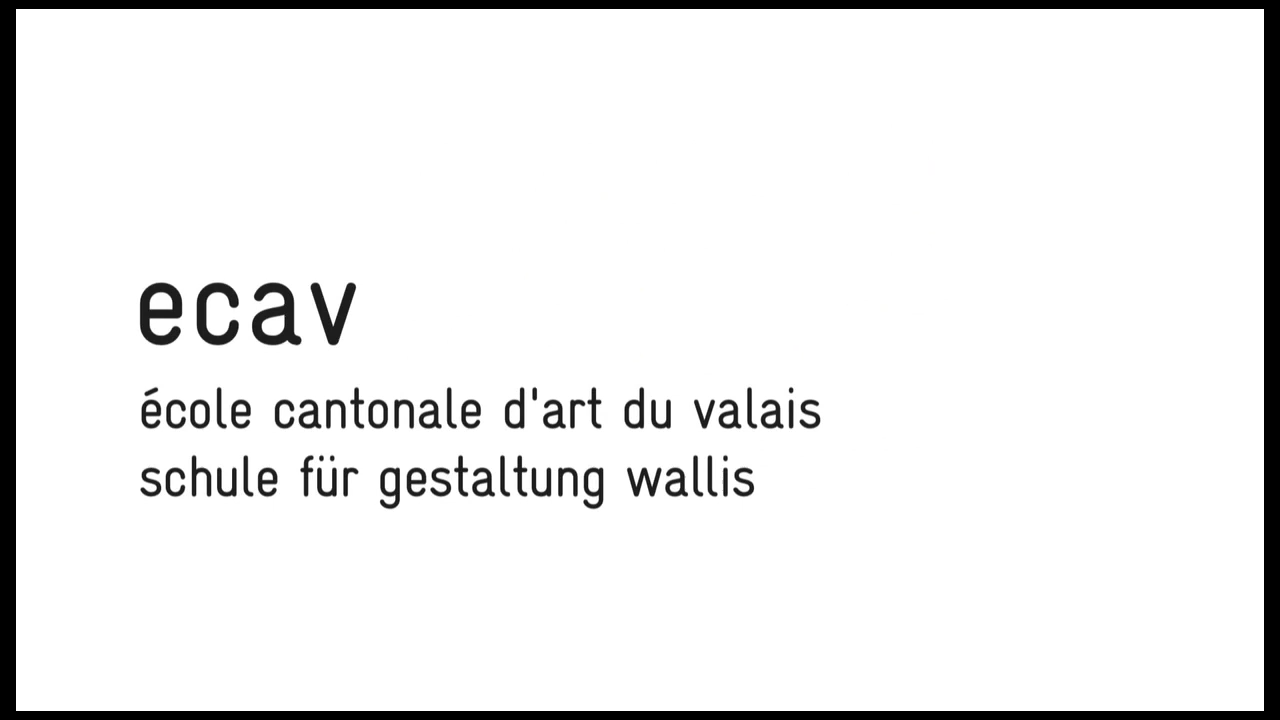 ecav
école cantonale d'art du valais
schule für gestaltung wallis